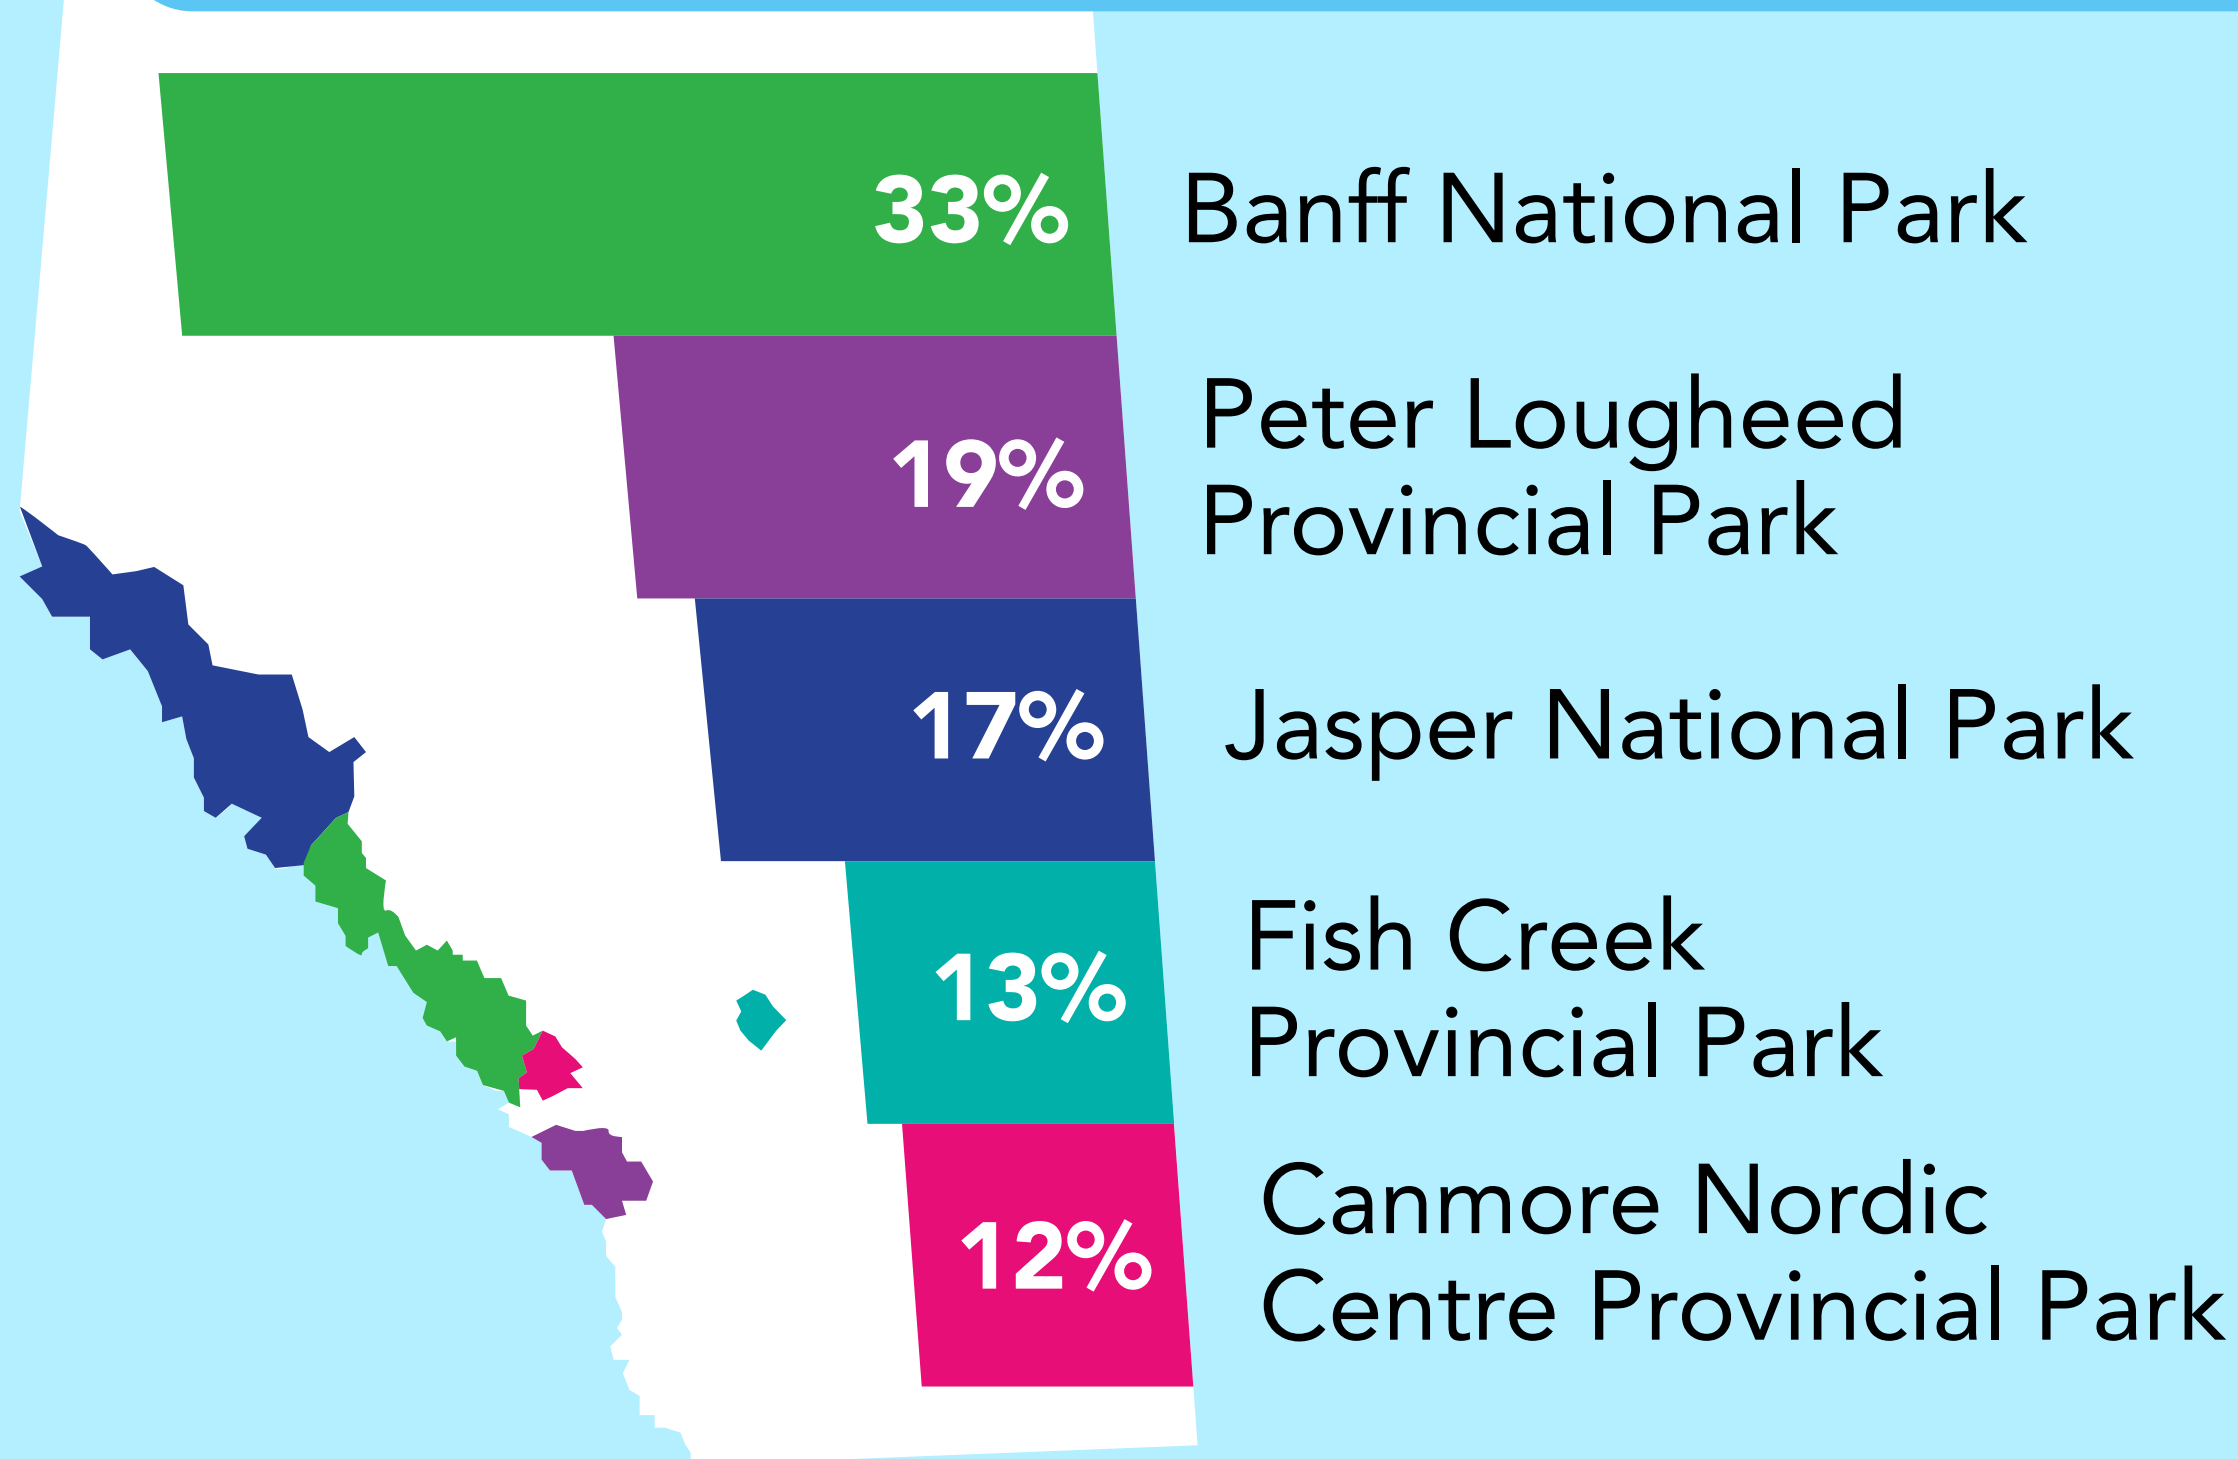 33%
Banff National Park
19%
Peter Lougheed
Provincial Park
17%
Jasper National Park
13%
Fish Creek
Provincial Park
12%
Canmore Nordic
Centre Provincial Park